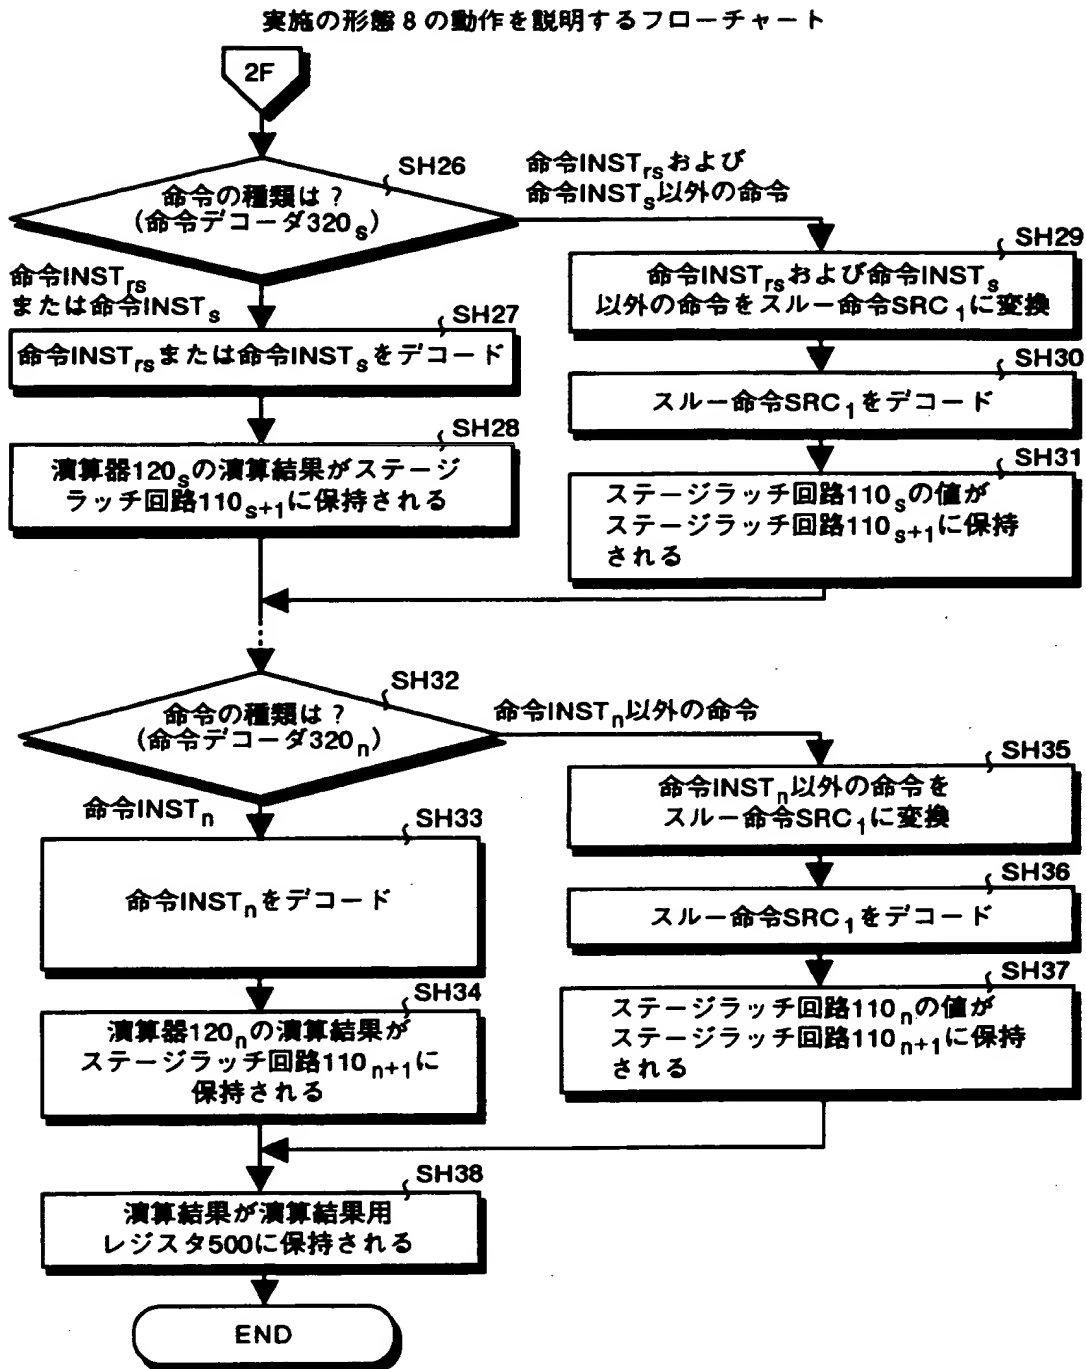 実施の形態８の動作を説明するフローチャート
2F
SH26
命令の種類は？
(命令デコーダ320s)
命令INSTrsおよび
命令INSTs以外の命令
命令INSTrs
または命令INSTs
SH27
命令INSTrsまたは命令INSTsをデコード
SH28
演算器120sの演算結果がステージ
ラッチ回路110s+1に保持される
SH29
命令INSTrsおよび命令INSTs
以外の命令をスルー命令SRC1に変換
SH30
スルー命令SRC1をデコード
SH31
ステージラッチ回路110sの値が
ステージラッチ回路110s+1に保持
される
SH32
命令の種類は？
(命令デコーダ320n)
命令INSTn以外の命令
命令INSTn
SH33
命令INSTnをデコード
SH34
演算器120nの演算結果が
ステージラッチ回路110n+1に
保持される
SH35
命令INSTn以外の命令を
スルー命令SRC1に変換
SH36
スルー命令SRC1をデコード
SH37
ステージラッチ回路110nの値が
ステージラッチ回路110n+1に保持
される
SH38
演算結果が演算結果用
レジスタ500に保持される
END